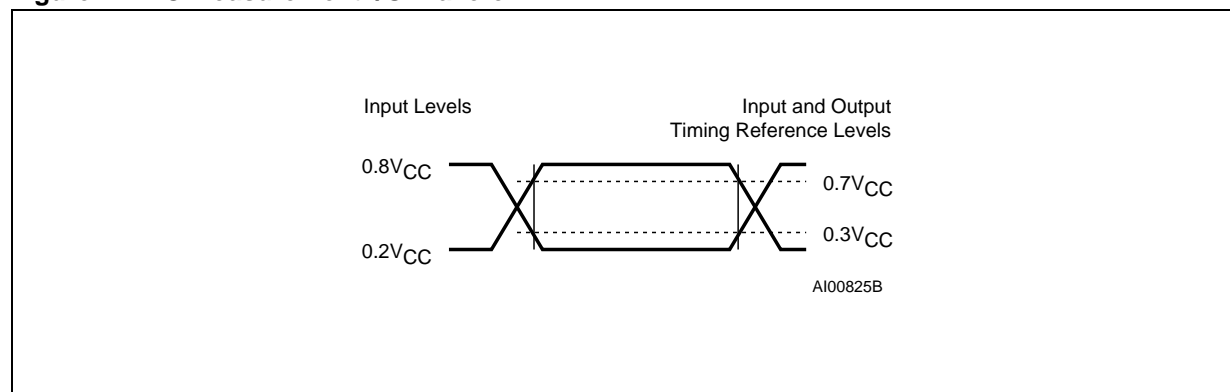 Input Levels
Input and Output
Timing Reference Levels
0.8VCC
0.7VCC
0.3VCC
0.2VCC
AI00825B